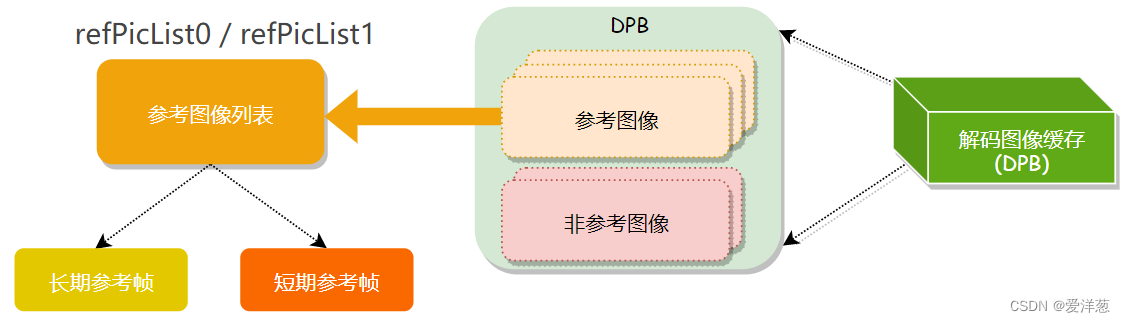 refPicList0 / refPicList1
参考图像列表
长期参考帧
短期参考帧
DPB
参考图像
非参考图像
解码图像缓存
(DPB)
CSDN @爱洋葱